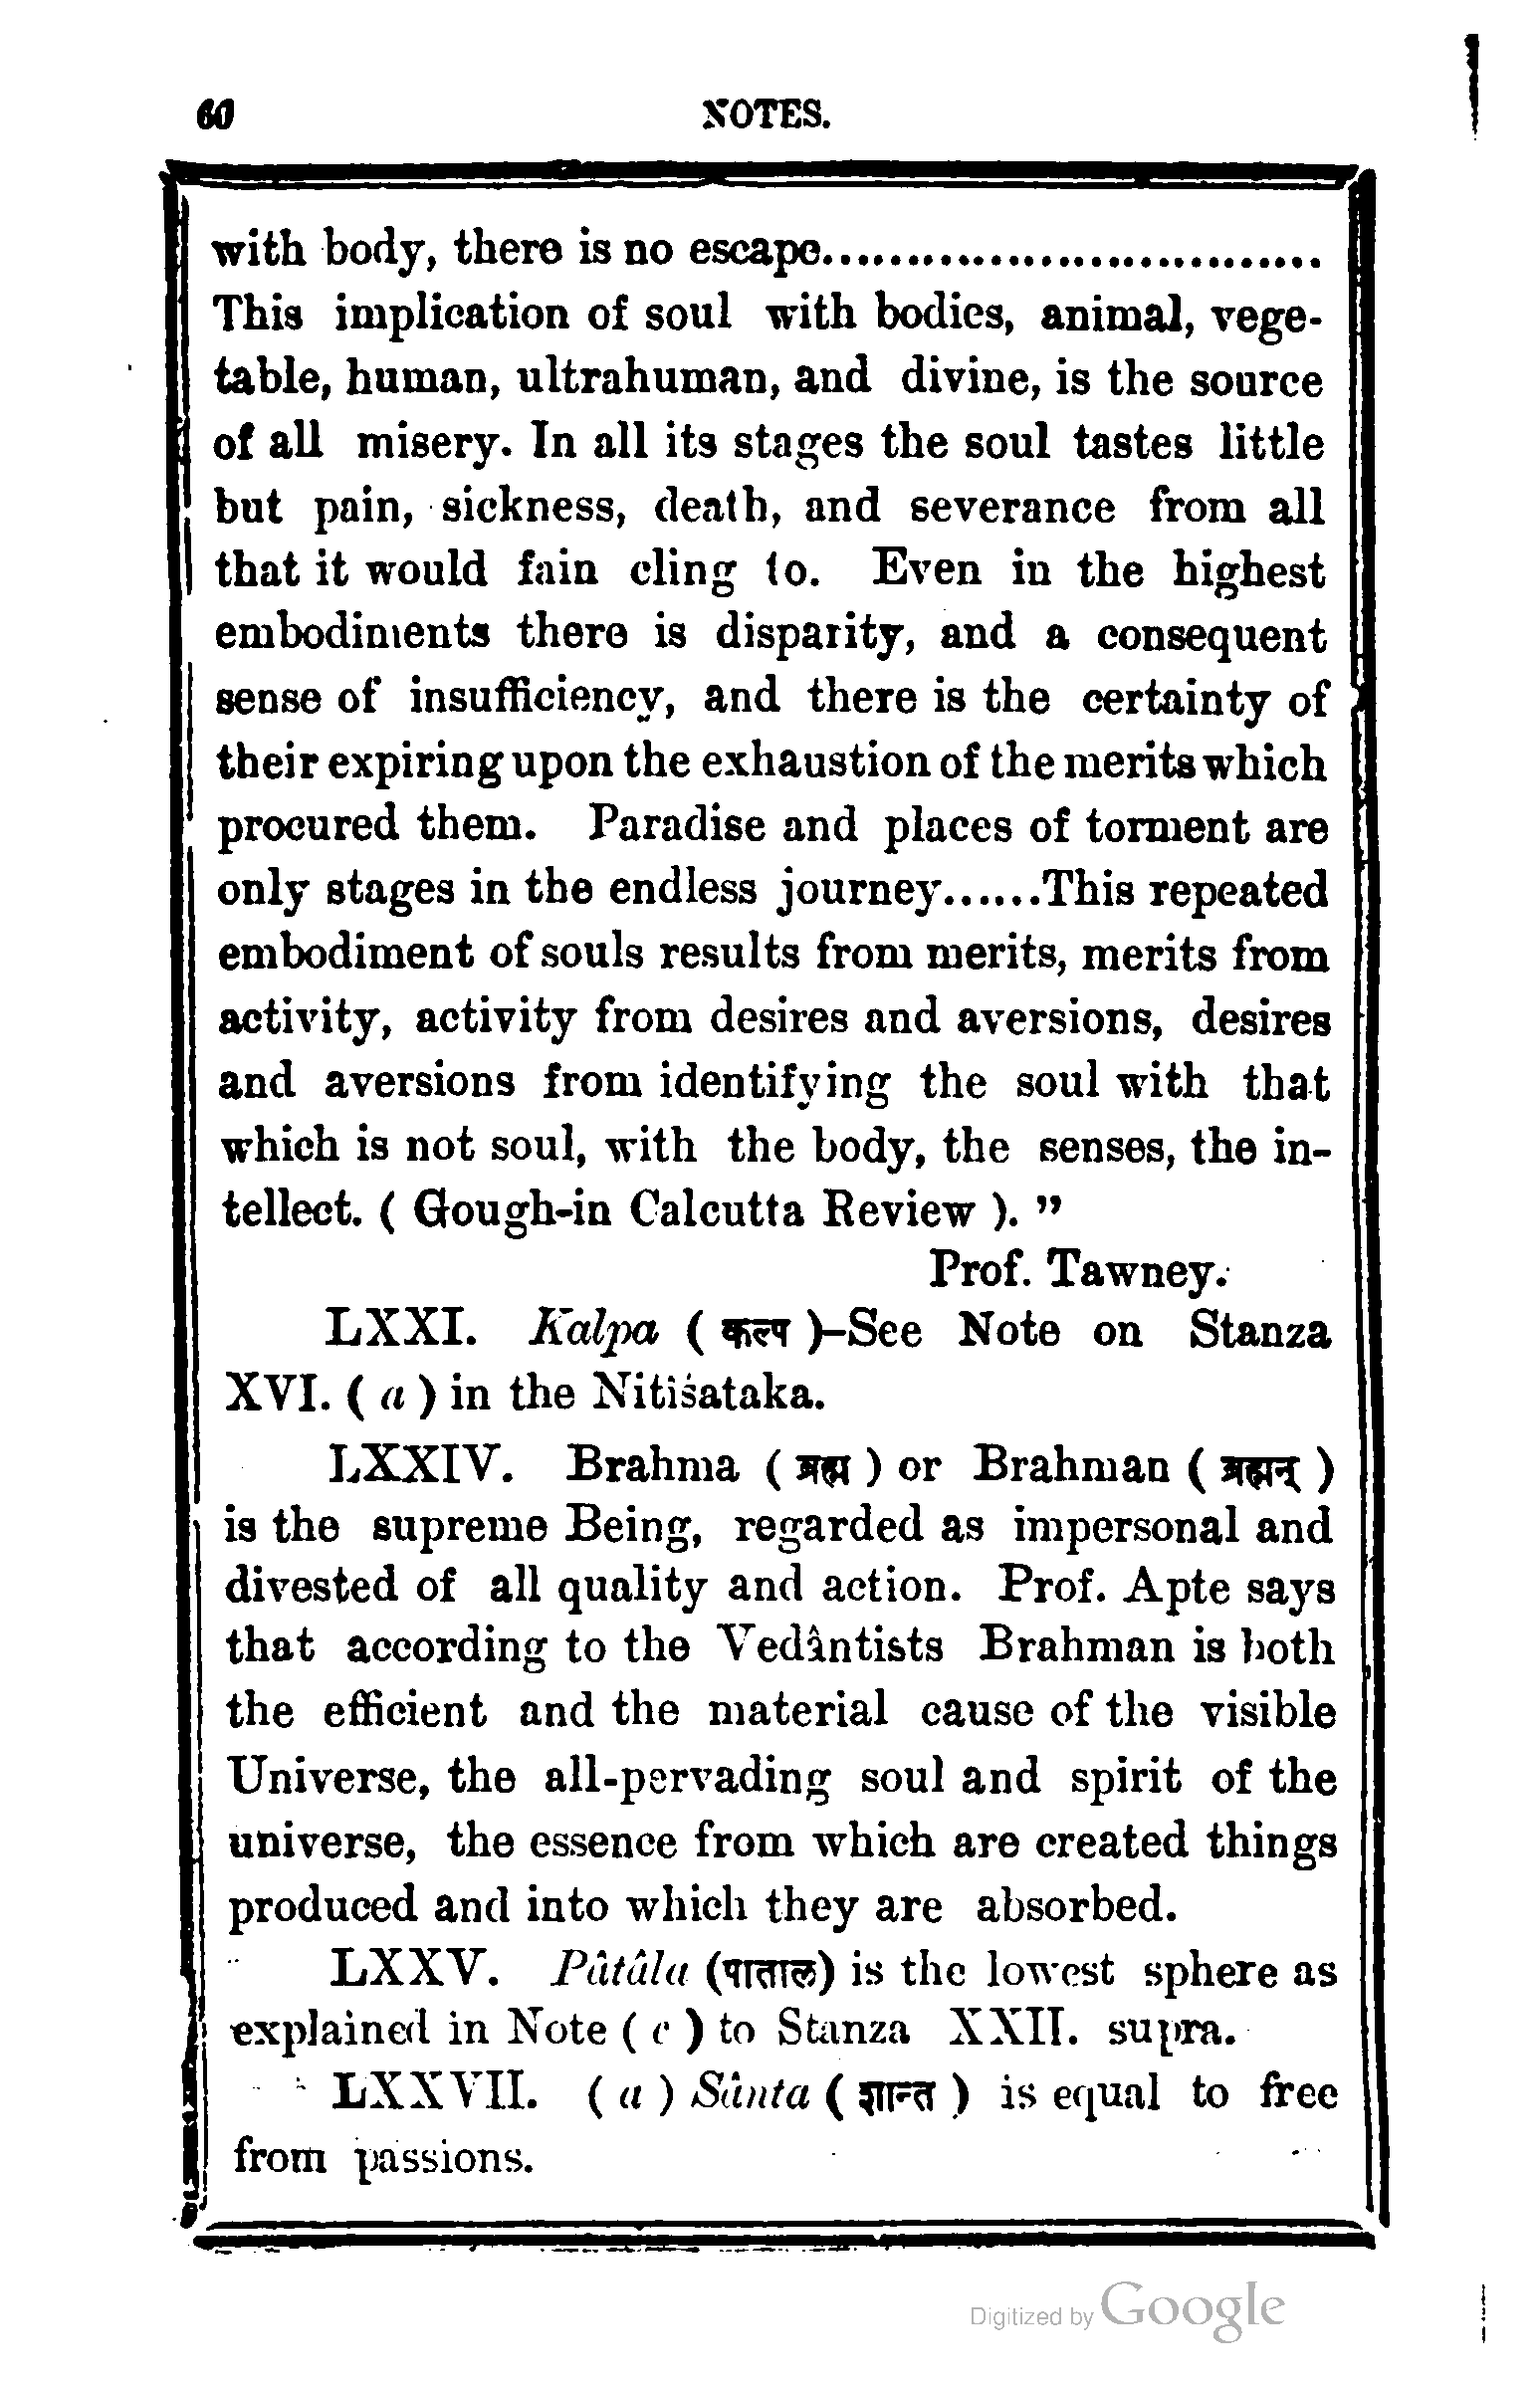 60 NOTES.
with body, there is no escape..............................
This implication of soul with bodies, animal, vege-
table, human, ultrahuman, and divine, is the source
of all misery. In all its stages the soul tastes little
but pain, sickness, death, and severance from all
that it would fain cling to. Even in the highest
embodiments there is disparity, and a consequent
sense of insufficiency, and there is the certainty of
their expiring upon the exhaustion of the merits which
procured them. Paradise and places of torment are
only stages in the endless journey......This repeated
embodiment of souls results from merits, merits from
activity, activity from desires and aversions, desires
and aversions from identifying the soul with that
which is not soul, with the body, the senses, the in-
tellect. ( Gough-in Calcutta Review ). ”
Prof. Tawney.
LXXI. Kalpa ( कल्प )-See Note on Stanza
XVI. ( a ) in the Nitiśataka.
LXXIV. Brahma ( ब्रह्म ) or Brahman ( ब्रह्मन् )
is the supreme Being, regarded as impersonal and
divested of all quality and action. Prof. Apte says
that according to the Vedântists Brahman is both
the efficient and the material cause of the visible
Universe, the all-pervading soul and spirit of the
universe, the essence from which are created things
produced and into which they are absorbed.
LXXV. Pâtâla (पाताल) is the lowest sphere as
explained in Note ( c ) to Stanza XXII. supra.
LXXVII. ( a ) Sânta ( शान्त ) is equal to free
from passions.
Digitized by Google